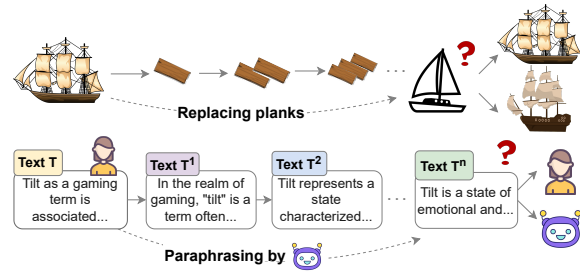 ?
...
Replacing planks
Text T
Tilt as a gaming
term is
associated...
Text T1
In the realm of
gaming, "tilt" is a
term often...
Text T2
Tilt represents a
state
characterized...
...
Text Tn
Tilt is a state of
emotional and...
?
Paraphrasing by